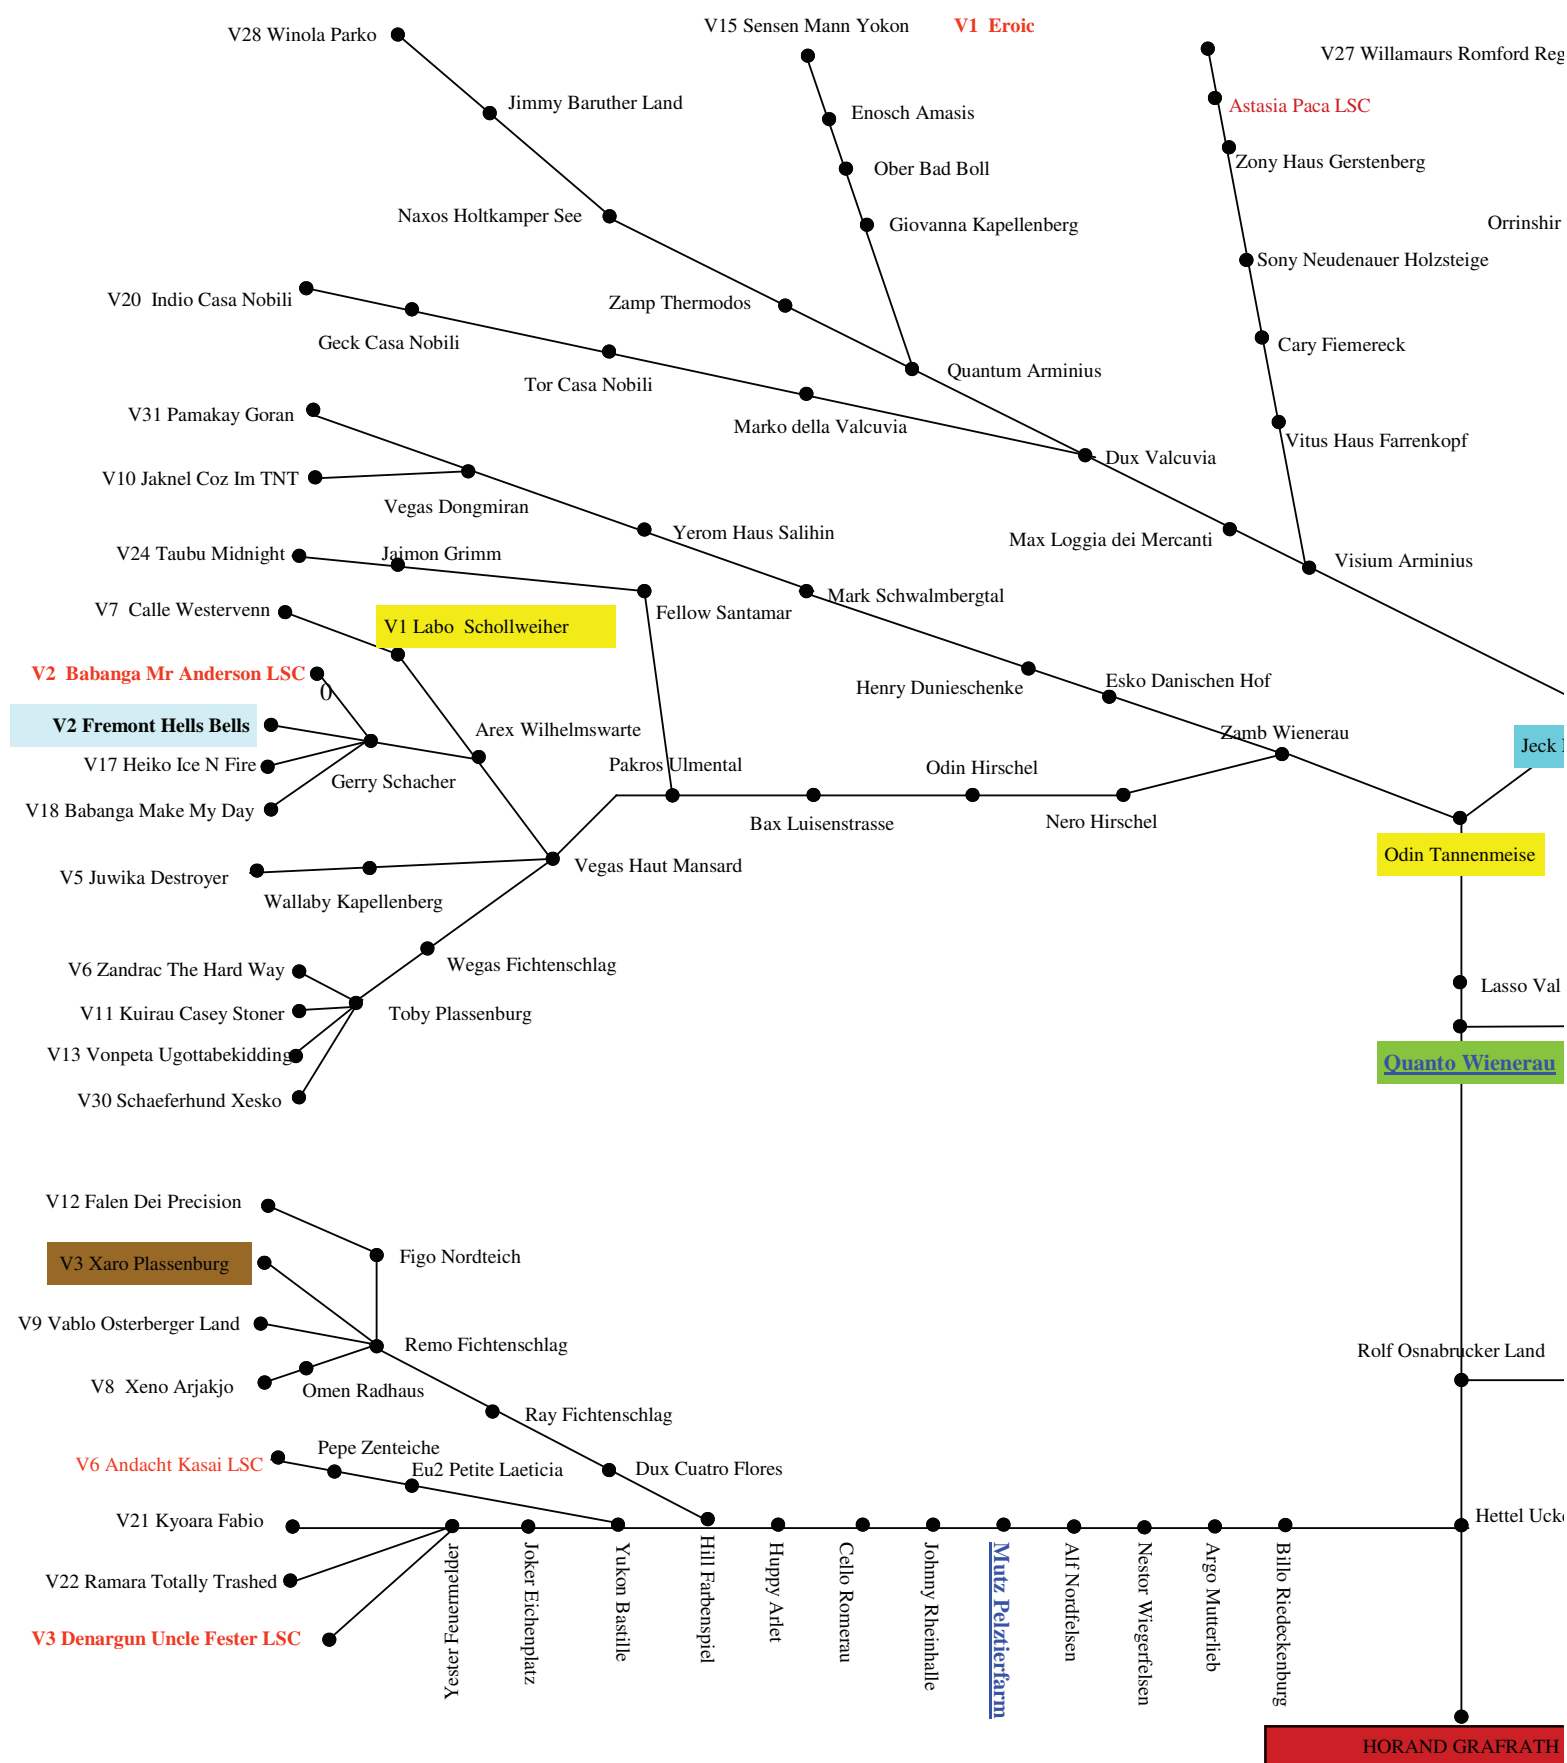 V15 Sensen Mann Yokon
V1  Eroic
V28 Winola Parko
V27 Willamaurs Romford Reg
Jimmy Baruther Land
Astasia Paca LSC
Enosch Amasis
Zony Haus Gerstenberg
Ober Bad Boll
Naxos Holtkamper See
Giovanna Kapellenberg
Orrinshir
Sony Neudenauer Holzsteige
V20  Indio Casa Nobili
Zamp Thermodos
Geck Casa Nobili
Cary Fiemereck
Tor Casa Nobili
Quantum Arminius
V31 Pamakay Goran
Marko della Valcuvia
Vitus Haus Farrenkopf
Dux Valcuvia
V10 Jaknel Coz Im TNT
Vegas Dongmiran
Yerom Haus Salihin
Max Loggia dei Mercanti
V24 Taubu Midnight
Jaimon Grimm
Visium Arminius
Mark Schwalmbergtal
V7  Calle Westervenn
Fellow Santamar
V1 Labo  Schollweiher
V2  Babanga Mr Anderson LSC
0
Henry Dunieschenke
Esko Danischen Hof
V2 Fremont Hells Bells
Arex Wilhelmswarte
Zamb Wienerau
Jeck
V17 Heiko Ice N Fire
Gerry Schacher
Pakros Ulmental
Odin Hirschel
V18 Babanga Make My Day
Bax Luisenstrasse
Nero Hirschel
Odin Tannenmeise
Vegas Haut Mansard
V5 Juwika Destroyer
Wallaby Kapellenberg
Wegas Fichtenschlag
V6 Zandrac The Hard Way
Lasso Val
V11 Kuirau Casey Stoner
Toby Plassenburg
V13 Vonpeta Ugottabekidding
Quanto Wienerau
V30 Schaeferhund Xesko
V12 Falen Dei Precision
Figo Nordteich
V3 Xaro Plassenburg
V9 Vablo Osterberger Land
Remo Fichtenschlag
Rolf Osnabrucker Land
V8  Xeno Arjakjo
Omen Radhaus
Ray Fichtenschlag
Pepe Zenteiche
V6 Andacht Kasai LSC
Eu2 Petite Laeticia
Dux Cuatro Flores
V21 Kyoara Fabio
Hettel Ucke
V22 Ramara Totally Trashed
V3 Denargun Uncle Fester LSC
Yester Feuermelder
Joker Eichenplatz
Yukon Bastille
Hill Farbenspiel
Huppy Arlet
Cello Romerau
Johnny Rheinhalle
Mutz Pelztierfarm
Alf Nordfelsen
Nestor Wiegerfelsen
Argo Mutterlieb
Billo Riedeckenburg
HORAND GRAFRATH